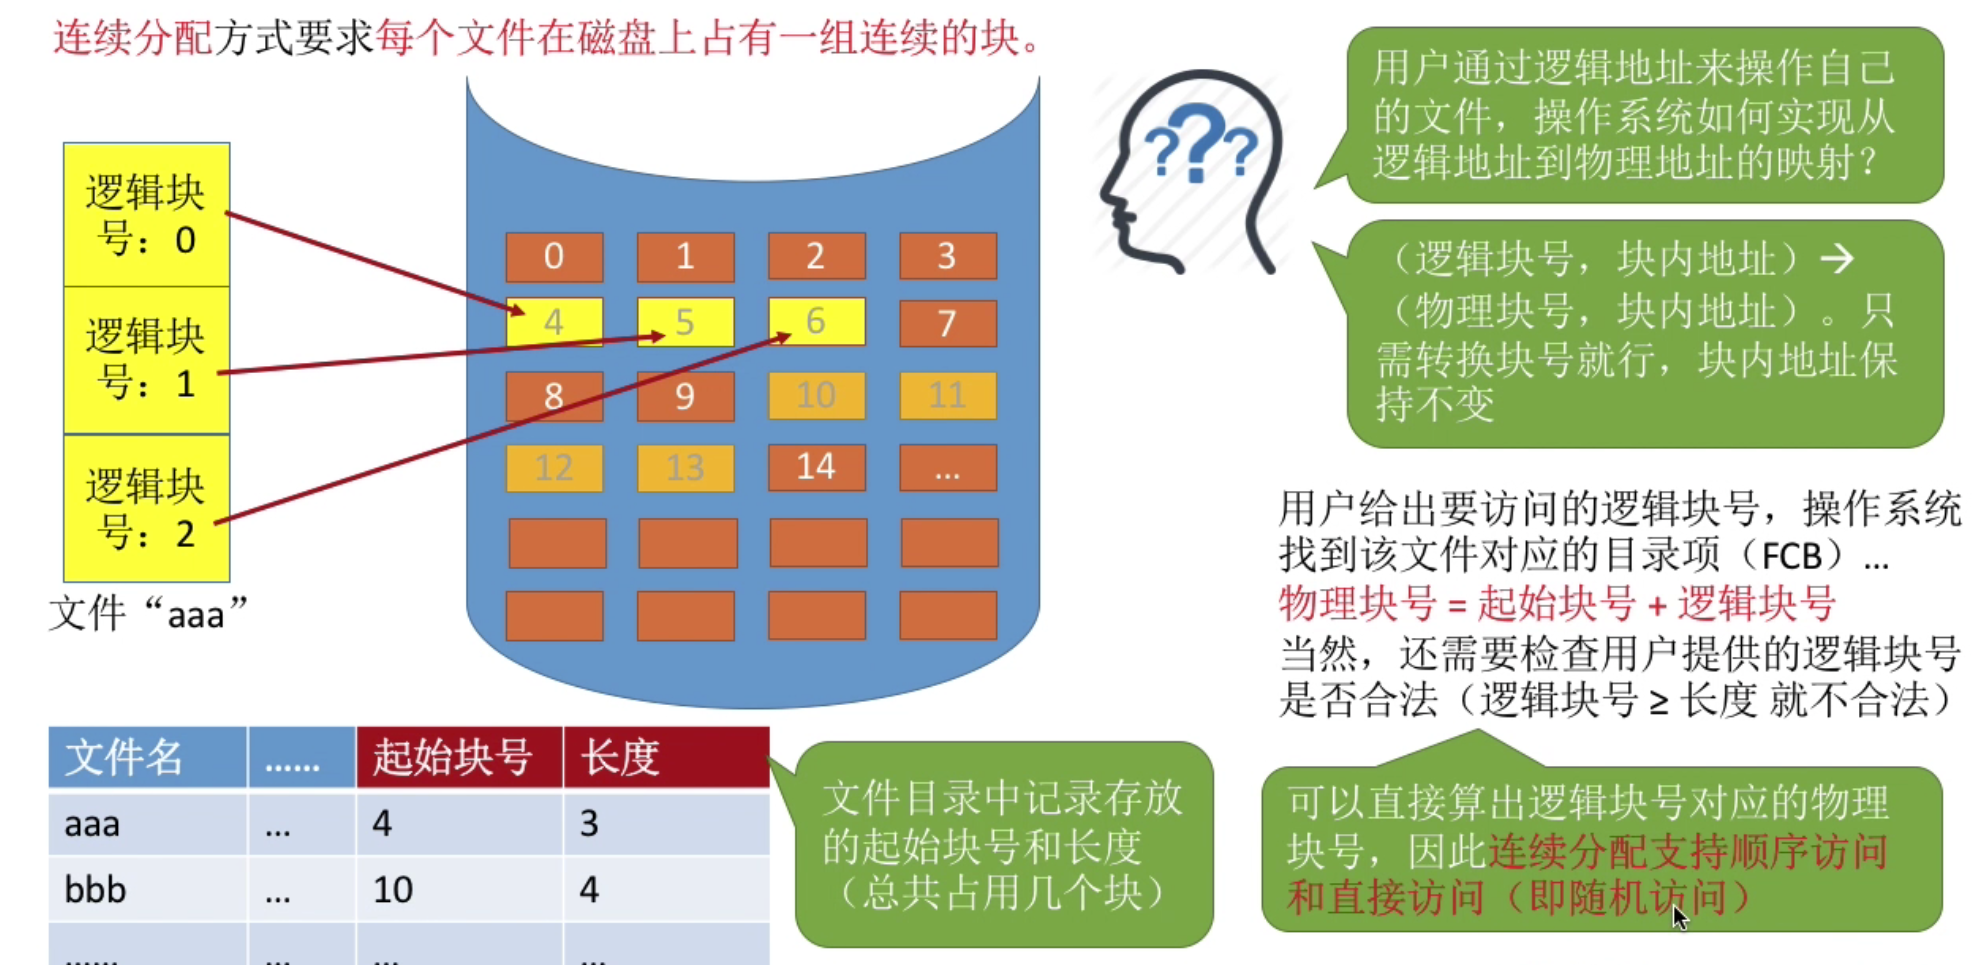 连续分配方式要求每个文件在磁盘上占有一组连续的块。
逻辑块
号：0
逻辑块
号：1
逻辑块
号：2
文件“aaa”
0 1 2 3
4 5 6 7
8 9 10 11
12 13 14 ...
???
用户通过逻辑地址来操作自己
的文件，操作系统如何实现从
逻辑地址到物理地址的映射？
（逻辑块号，块内地址）→
（物理块号，块内地址）。只
需转换块号就行，块内地址保
持不变
用户给出要访问的逻辑块号，操作系统
找到该文件对应的目录项（FCB）...
物理块号 = 起始块号 + 逻辑块号
当然，还需要检查用户提供的逻辑块号
是否合法（逻辑块号 ≥ 长度 就不合法）
可以直接算出逻辑块号对应的物理
块号，因此连续分配支持顺序访问
和直接访问（即随机访问）
文件名 …… 起始块号 长度
aaa ... 4 3
bbb ... 10 4
…… ... ... ...
文件目录中记录存放
的起始块号和长度
（总共占用几个块）